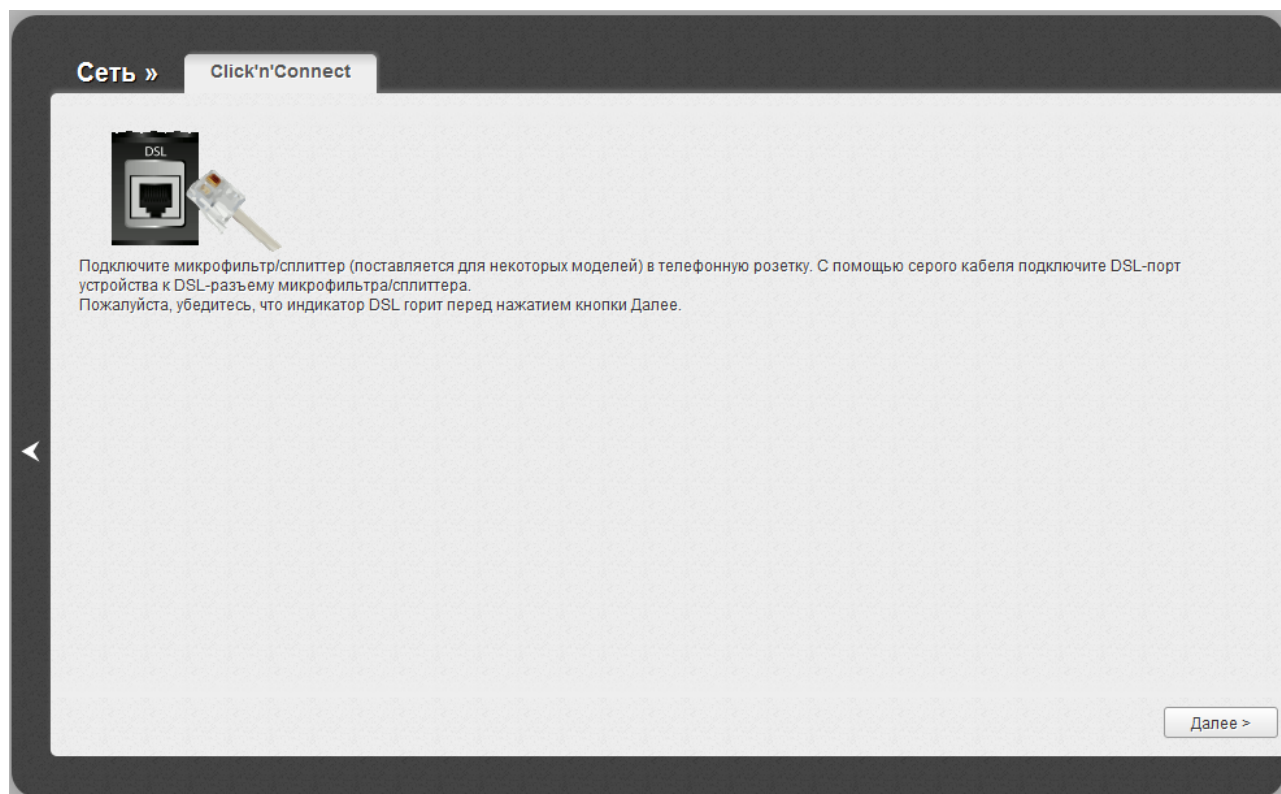 Сеть »
Click'n'Connect
DSL
Подключите микрофильтр/сплиттер (поставляется для некоторых моделей) в телефонную розетку. С помощью серого кабеля подключите DSL-порт
устройства к DSL-разъему микрофильтра/сплиттера.
Пожалуйста, убедитесь, что индикатор DSL горит перед нажатием кнопки Далее.
Далее >